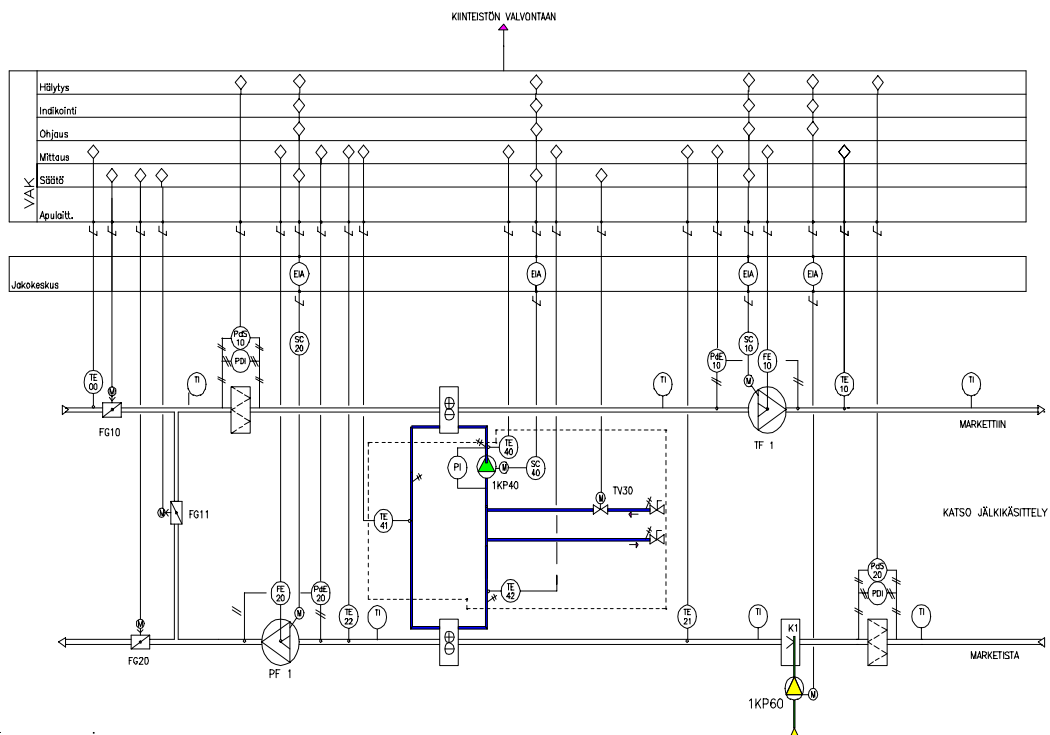 KIINTEISTÖN VALVONTAAN
VAK
Hälytys
Indikointi
Ohjaus
Mittaus
Säätö
Apulaitt.
Jakokeskus
EIA
EIA
EIA
EIA
PdS 10
PDI
SC 20
SC 10
PdE 10
FE 10
TE 00
TI
TI
TE 10
TI
M
M
FG10
TF 1
MARKETTIIN
TE 40
PI
M
SC 40
1KP40
TV30
M
M
FG11
TE 41
KATSO JÄLKIKÄSITTELY
PdS 20
PDI
FE 20
PdE 20
TE 42
M
M
TE 22
TI
TE 21
TI
K1
TI
FG20
PF 1
MARKETISTA
1KP60
M